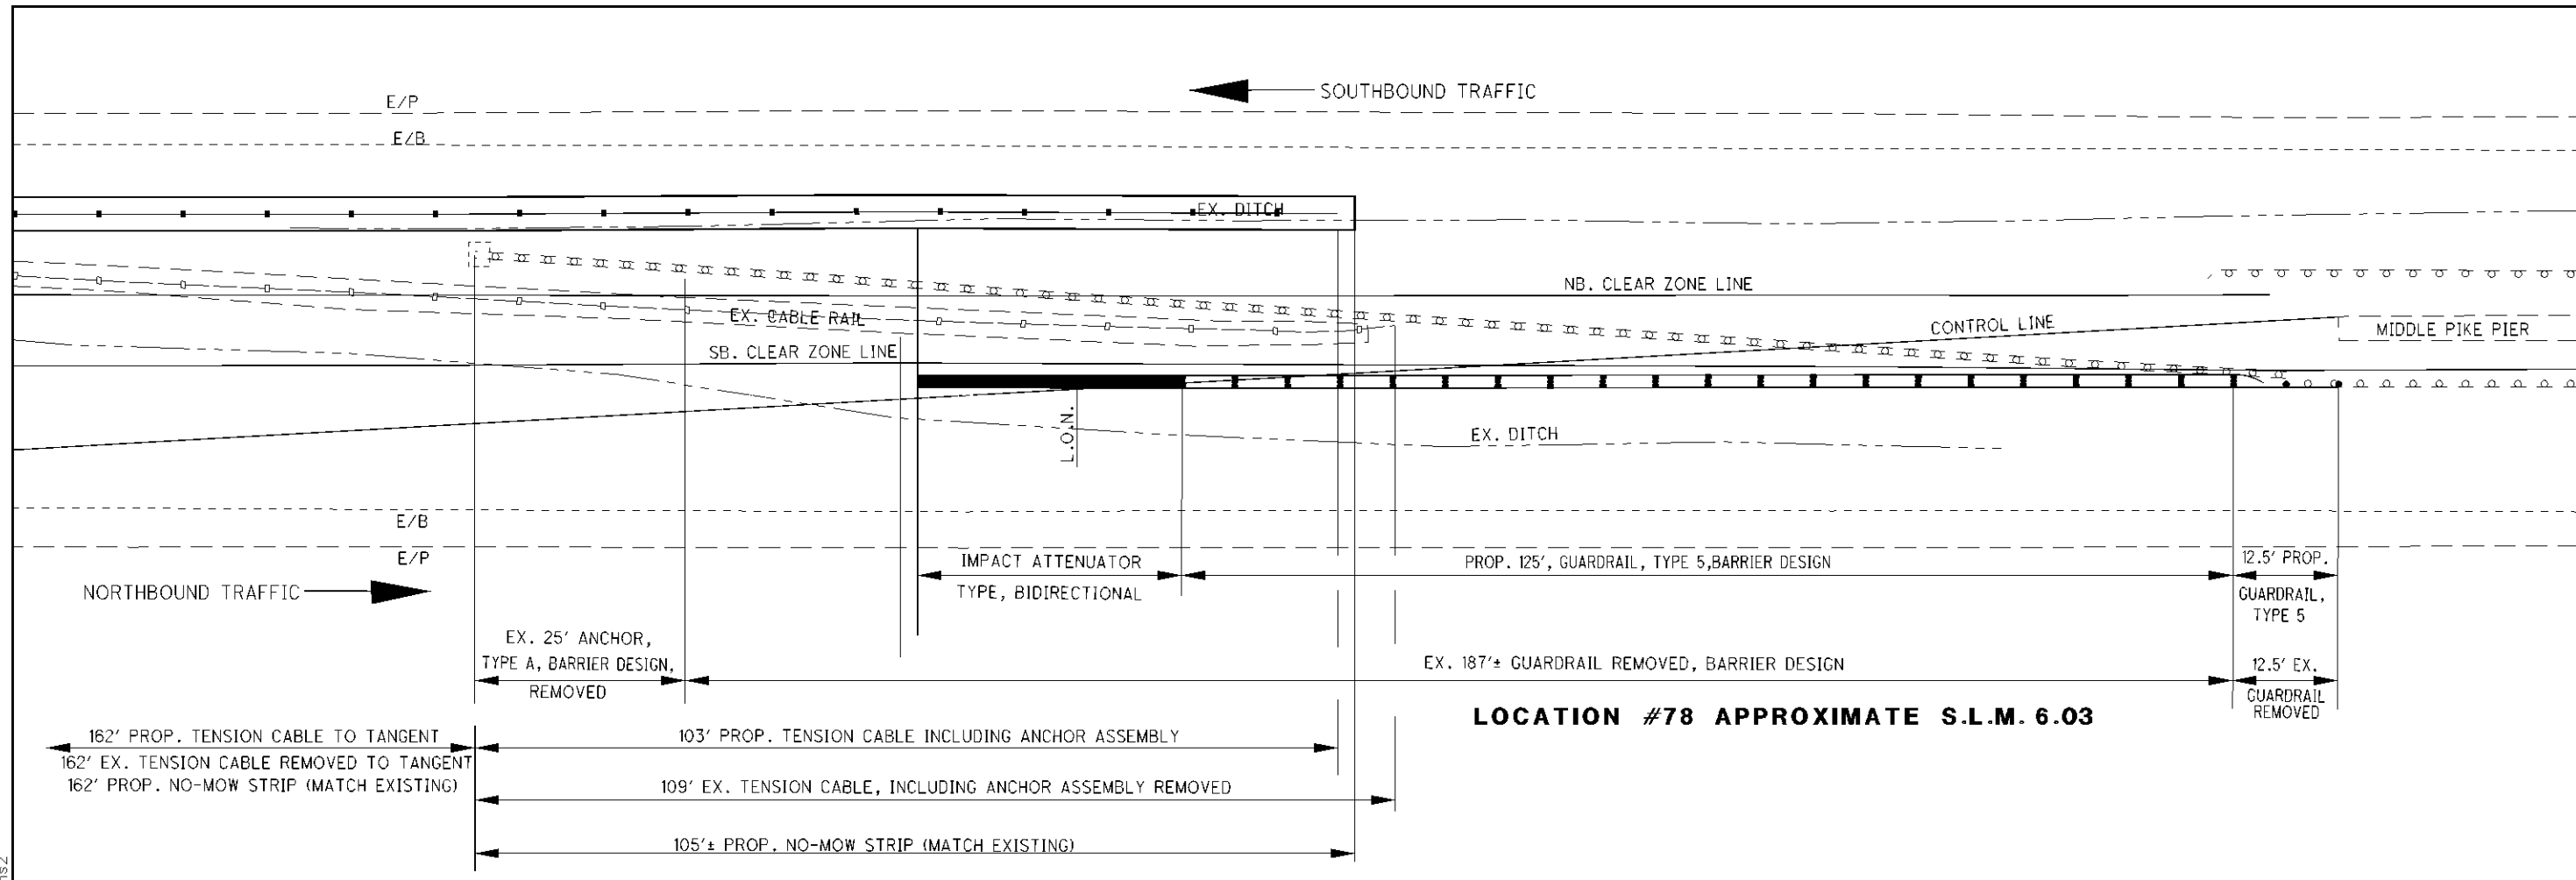 SOUTHBOUND TRAFFIC
E/P
E/B
EX. DITCH
NB. CLEAR ZONE LINE
EX. CABLE RAIL
CONTROL LINE
MIDDLE PIKE PIER
SB. CLEAR ZONE LINE
L.O.N.
EX. DITCH
E/B
E/P
IMPACT ATTENUATOR
TYPE, BIDIRECTIONAL
PROP. 125', GUARDRAIL, TYPE 5,BARRIER DESIGN
12.5' PROP.
GUARDRAIL,
TYPE 5
NORTHBOUND TRAFFIC
EX. 25' ANCHOR,
TYPE A, BARRIER DESIGN,
REMOVED
EX. 187'± GUARDRAIL REMOVED, BARRIER DESIGN
12.5' EX.
GUARDRAIL
REMOVED
LOCATION #78 APPROXIMATE S.L.M. 6.03
162' PROP. TENSION CABLE TO TANGENT
162' EX. TENSION CABLE REMOVED TO TANGENT
162' PROP. NO-MOW STRIP (MATCH EXISTING)
103' PROP. TENSION CABLE INCLUDING ANCHOR ASSEMBLY
109' EX. TENSION CABLE, INCLUDING ANCHOR ASSEMBLY REMOVED
105'± PROP. NO-MOW STRIP (MATCH EXISTING)